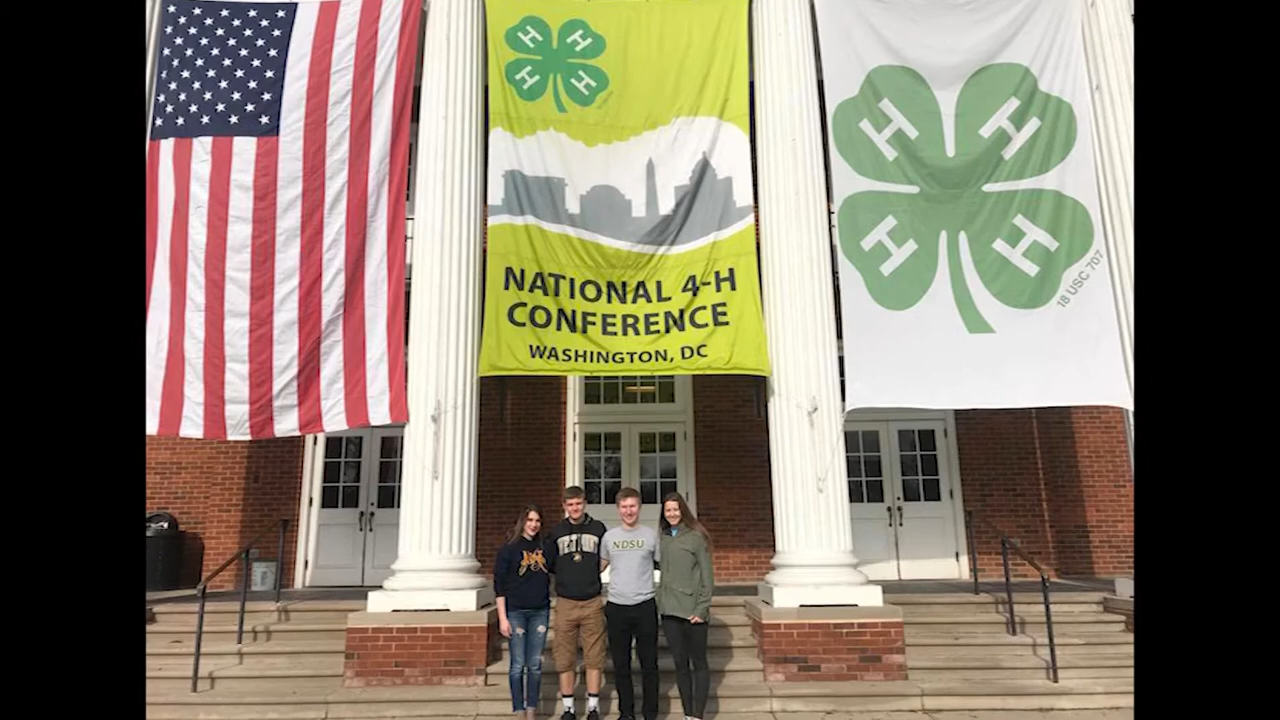 H H
H H
NATIONAL 4-H
CONFERENCE
WASHINGTON, DC
H H
H H
18 USC 707
NDSU